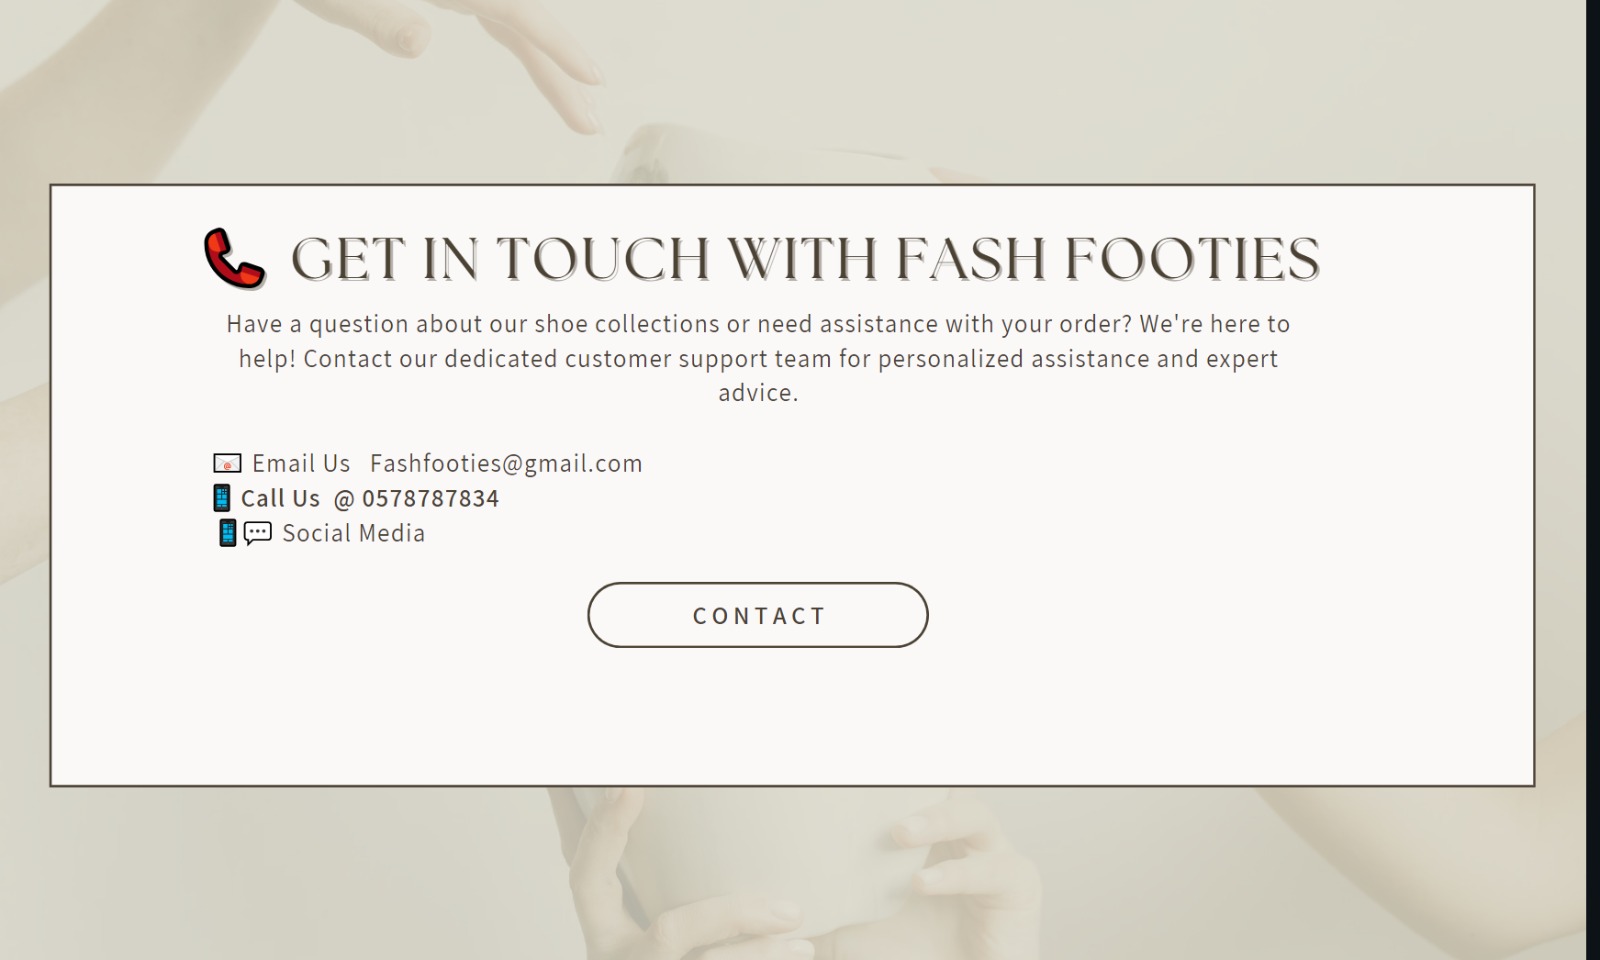 GET IN TOUCH WITH FASH FOOTIES
Have a question about our shoe collections or need assistance with your order? We're here to
help! Contact our dedicated customer support team for personalized assistance and expert
advice.
Email Us Fashfooties@gmail.com
Call Us @ 0578787834
Social Media
CONTACT